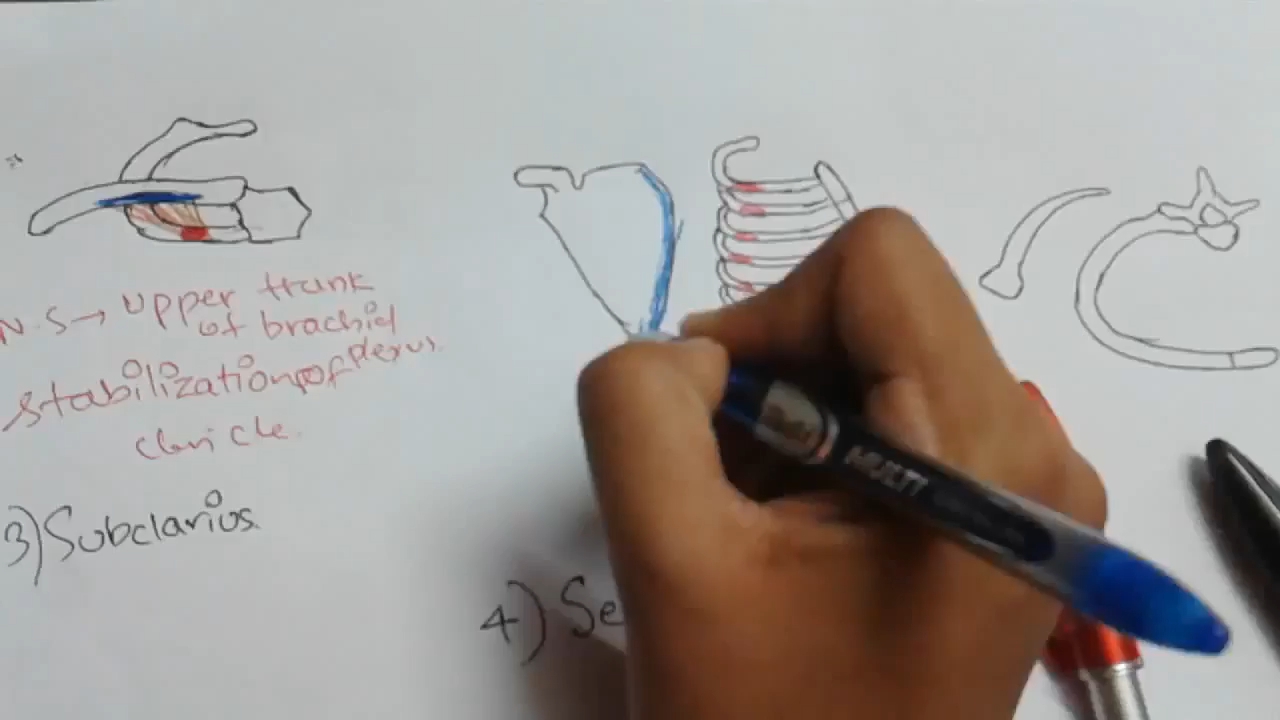 N.S→ Upper trunk
of brachial
plexus.
stabilization of
clavicle.
3) Subclavius.
4) Se
MULTI